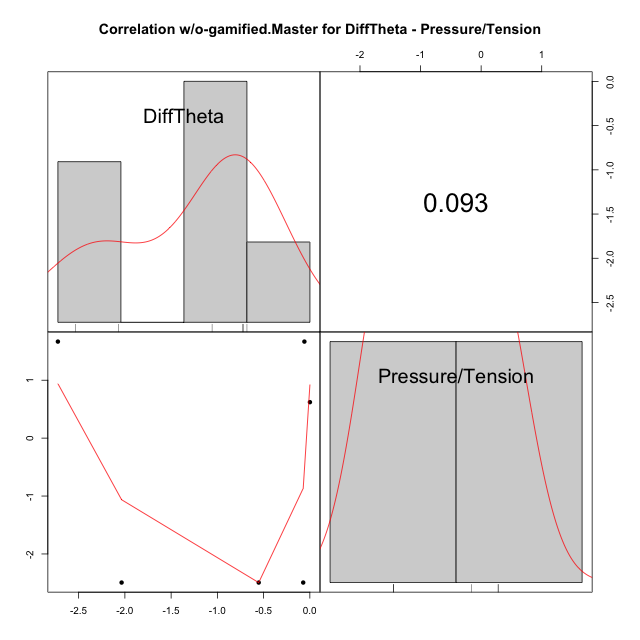 Correlation w/o-gamified.Master for DiffTheta - Pressure/Tension
-2 -1 0 1
DiffTheta
0.093
0.0
-0.5
-1.0
-1.5
-2.0
-2.5
Pressure/Tension
1
0
-1
-2
-2.5 -2.0 -1.5 -1.0 -0.5 0.0